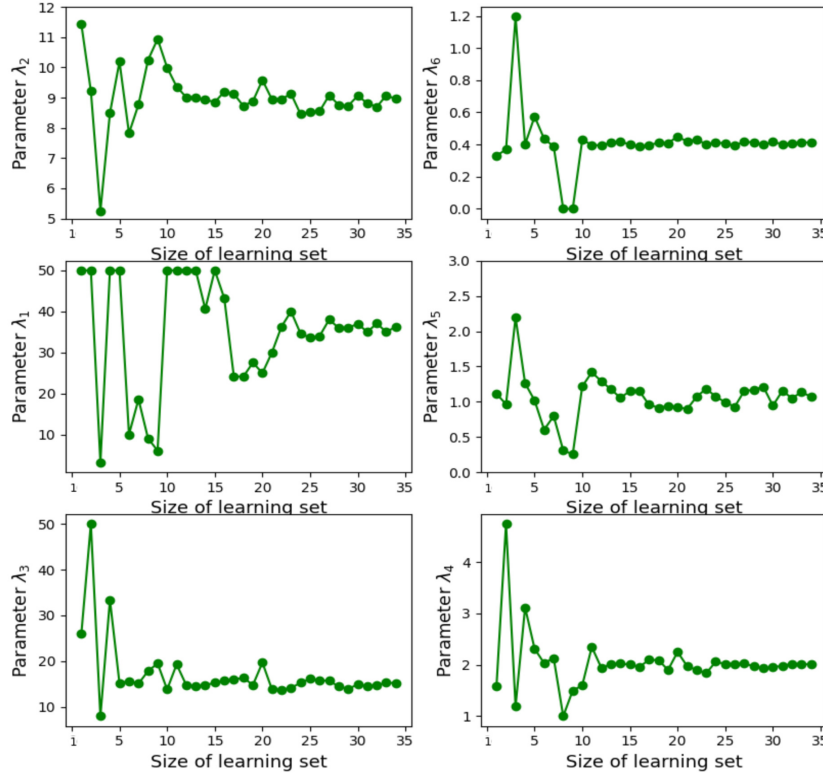 12
11
10
9
8
7
6
5
Parameter λ2
1 5 10 15 20 25 30 35
Size of learning set
1.2
1.0
0.8
0.6
0.4
0.2
0.0
Parameter λ6
1 5 10 15 20 25 30 35
Size of learning set
50
40
30
20
10
Parameter λ1
1 5 10 15 20 25 30 35
Size of learning set
3.0
2.5
2.0
1.5
1.0
0.5
0.0
Parameter λ5
1 5 10 15 20 25 30 35
Size of learning set
50
40
30
20
10
Parameter λ3
1 5 10 15 20 25 30 35
Size of learning set
4
3
2
1
Parameter λ4
1 5 10 15 20 25 30 35
Size of learning set